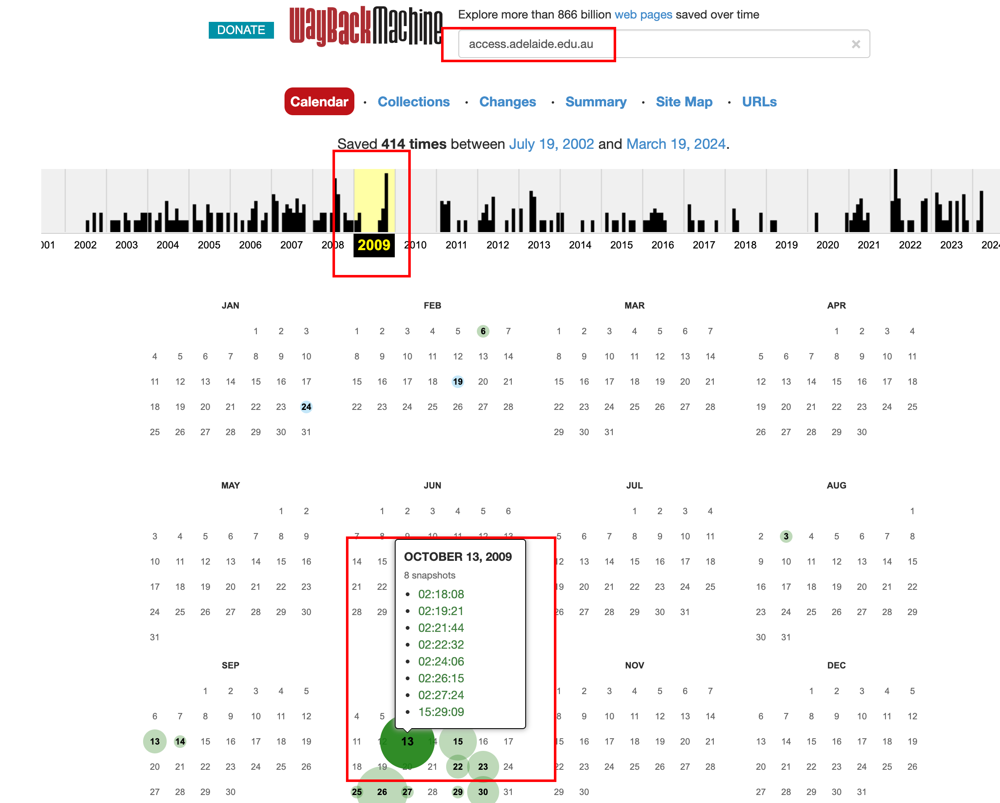 DONATE
WayBackMachine
Explore more than 866 billion web pages saved over time
access.adelaide.edu.au
×
Calendar · Collections · Changes · Summary · Site Map · URLs
Saved 414 times between July 19, 2002 and March 19, 2024.
001 2002 2003 2004 2005 2006 2007 2008 2009 2010 2011 2012 2013 2014 2015 2016 2017 2018 2019 2020 2021 2022 2023 2024
JAN FEB MAR APR
1 2 3 1 2 3 4 5 6 7 1 2 3 4 5 6 7 1 2 3 4
4 5 6 7 8 9 10 8 9 10 11 12 13 14 8 9 10 11 12 13 14 5 6 7 8 9 10 11
11 12 13 14 15 16 17 15 16 17 18 19 20 21 15 16 17 18 19 20 21 12 13 14 15 16 17 18
18 19 20 21 22 23 24 22 23 24 25 26 27 28 22 23 24 25 26 27 28 19 20 21 22 23 24 25
25 26 27 28 29 30 31 29 30 31 26 27 28 29 30
MAY JUN JUL AUG
1 2 1 2 3 4 5 6 1 2 3 4 1
3 4 5 6 7 8 9 7 8 9 10 11 12 13 5 6 7 8 9 10 11 2 3 4 5 6 7 8
10 11 12 13 14 15 16 14 15 12 13 14 15 16 17 18 9 10 11 12 13 14 15
17 18 19 20 21 22 23 21 22 19 20 21 22 23 24 25 16 17 18 19 20 21 22
24 25 26 27 28 29 30 28 29 26 27 28 29 30 31 23 24 25 26 27 28 29
31 30 31
OCTOBER 13, 2009
8 snapshots
• 02:18:08
• 02:19:21
• 02:21:44
• 02:22:32
• 02:24:06
• 02:26:15
• 02:27:24
• 15:29:09
SEP NOV DEC
1 2 3 4 5 1 2 3 4 5 6 7 1 2 3 4 5
6 7 8 9 10 11 12 4 5 8 9 10 11 12 13 14 6 7 8 9 10 11 12
13 14 15 16 17 18 19 11 12 13 14 15 16 17 15 16 17 18 19 20 21 13 14 15 16 17 18 19
20 21 22 23 24 25 26 18 19 20 21 22 23 24 22 23 24 25 26 27 28 20 21 22 23 24 25 26
27 28 29 30 25 26 27 28 29 30 31 29 30 27 28 29 30 31